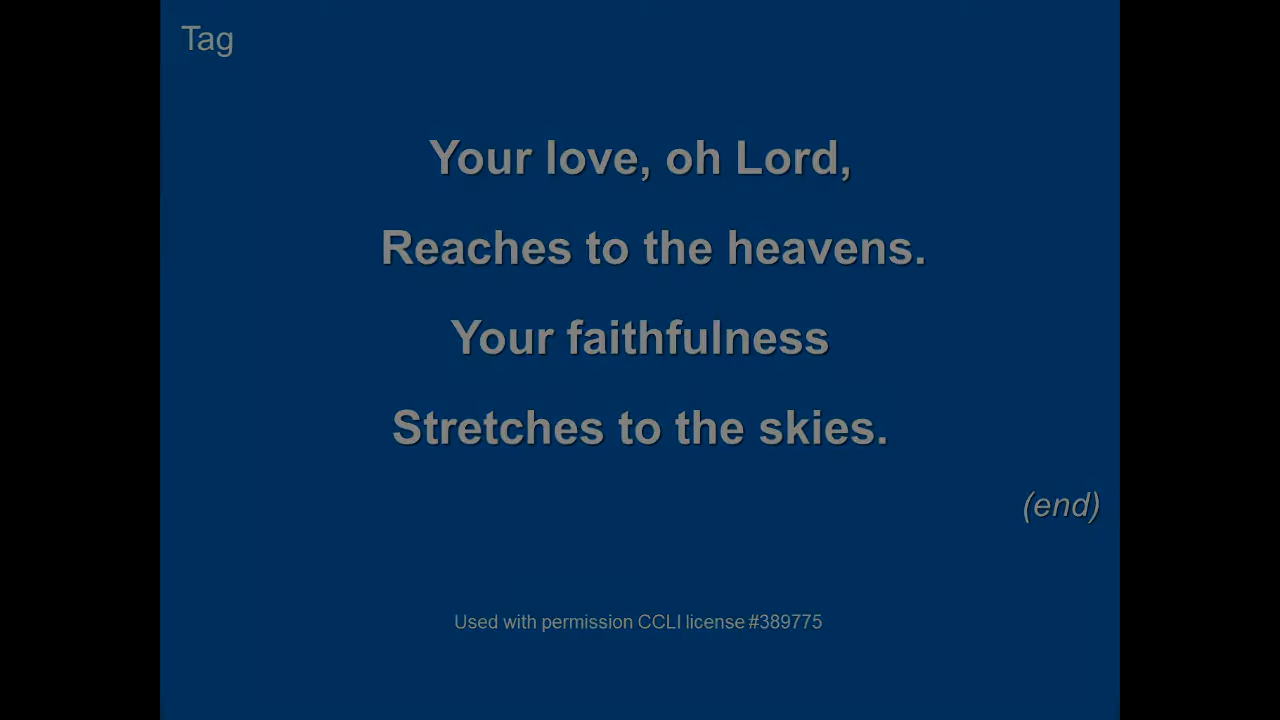 Tag
Your love, oh Lord,
Reaches to the heavens.
Your faithfulness
Stretches to the skies.
(end)
Used with permission CCLI license #389775